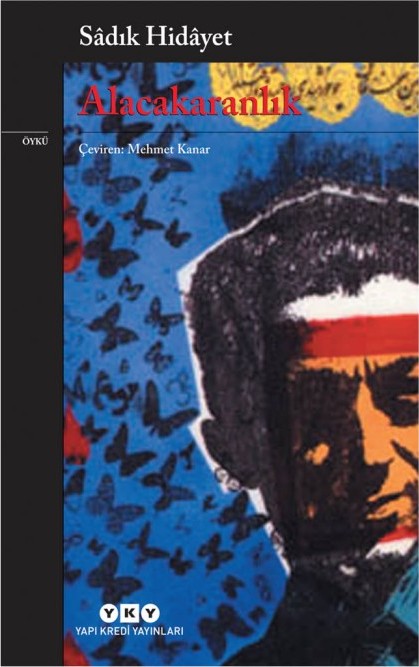 Sâdık Hidâyet
Alacakaranlık
ÖYKÜ
Çeviren: Mehmet Kanar
YKY
YAPI KREDİ YAYINLARI